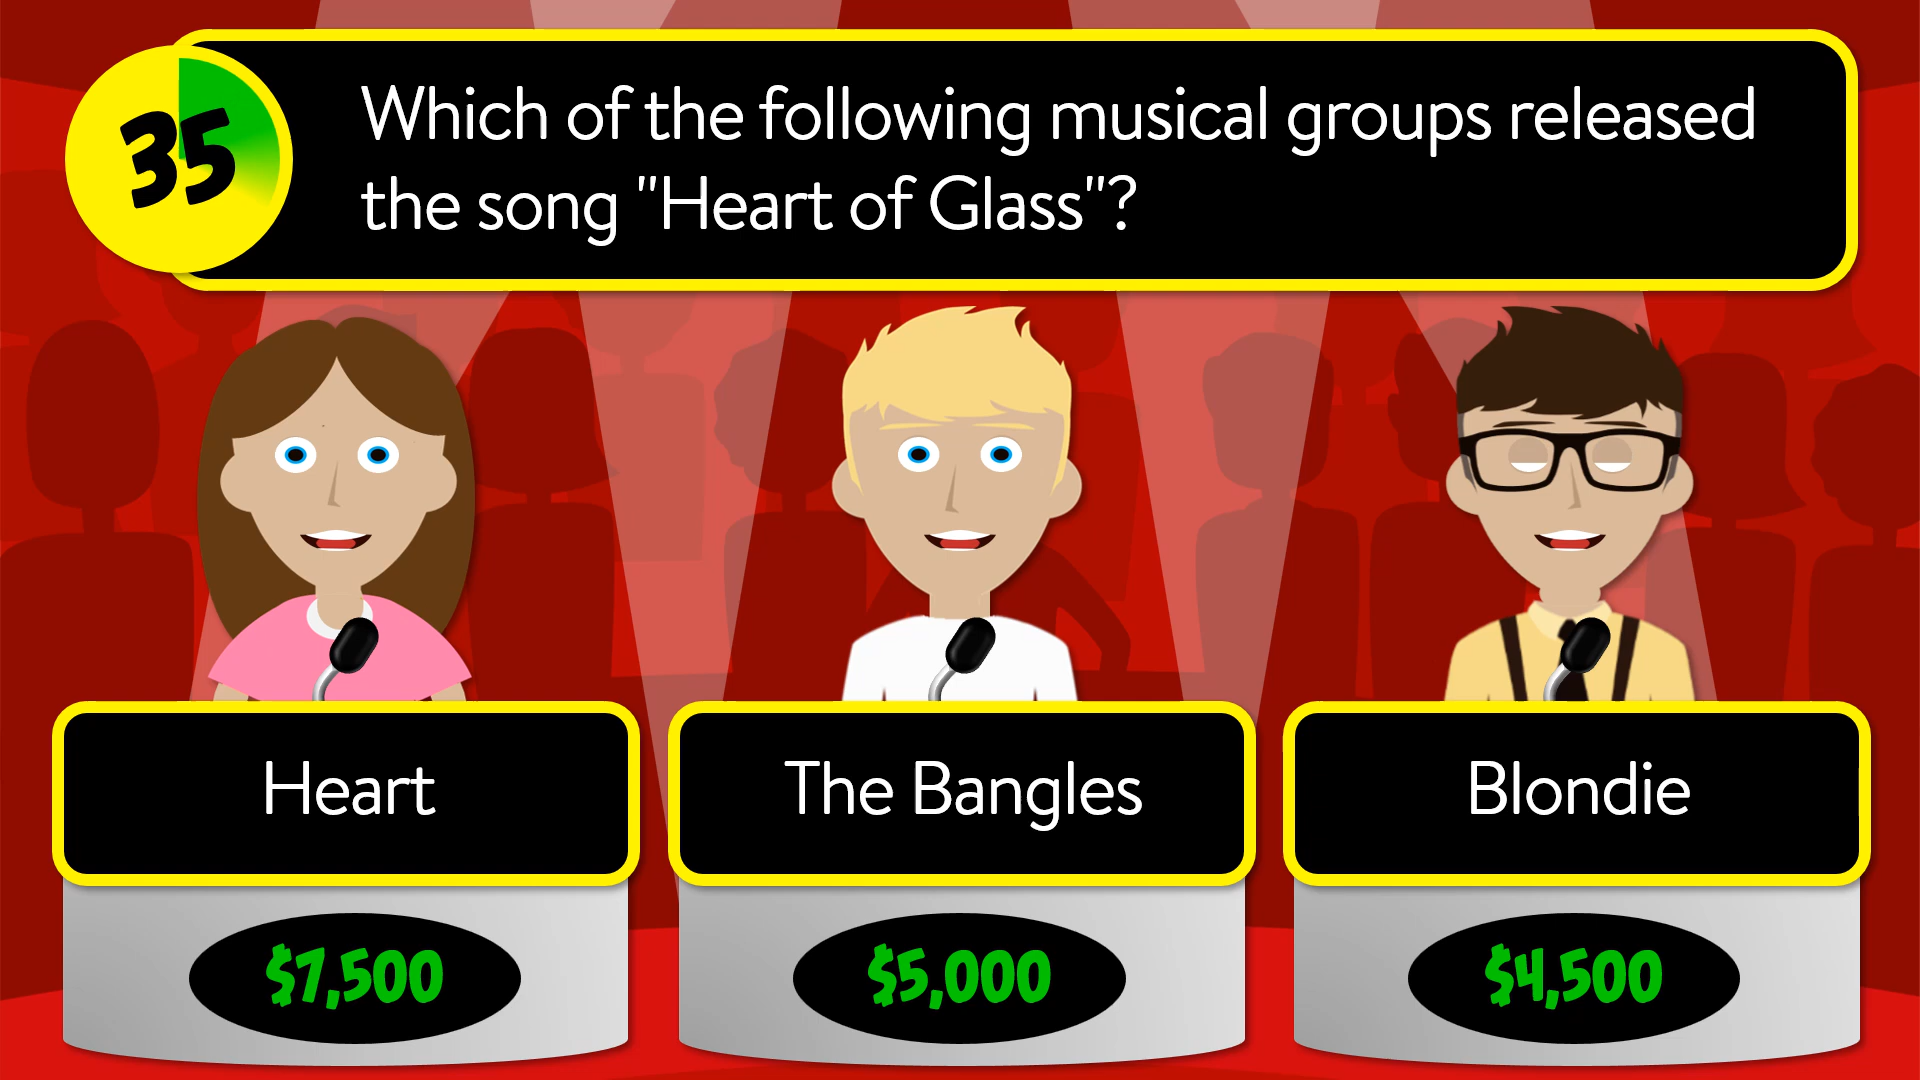 35
Which of the following musical groups released
the song "Heart of Glass"?
Heart
The Bangles
Blondie
$7,500
$5,000
$4,500